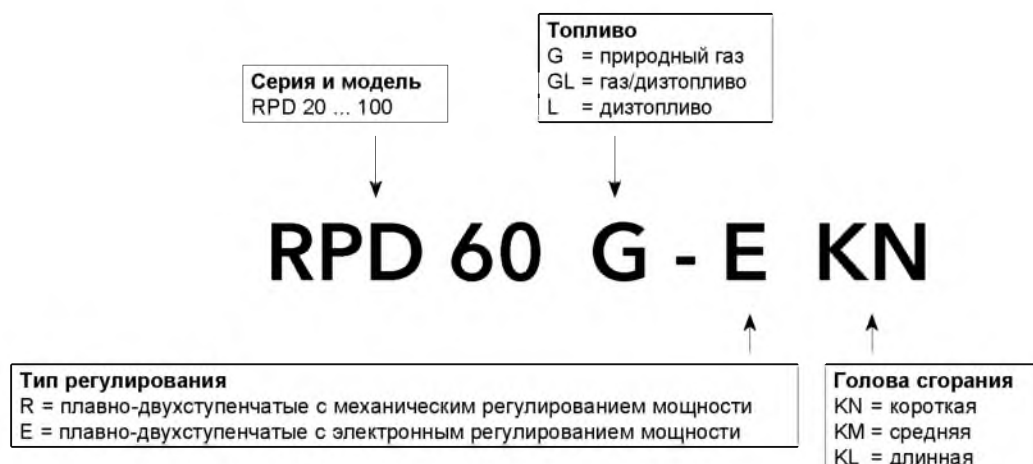 Топливо
G = природный газ
GL = газ/дизтопливо
L = дизтопливо
Серия и модель
RPD 20 ... 100
RPD 60 G - E KN
Тип регулирования
R = плавно-двухступенчатые с механическим регулированием мощности
E = плавно-двухступенчатые с электронным регулированием мощности
Голова сгорания
KN = короткая
KM = средняя
KL = длинная